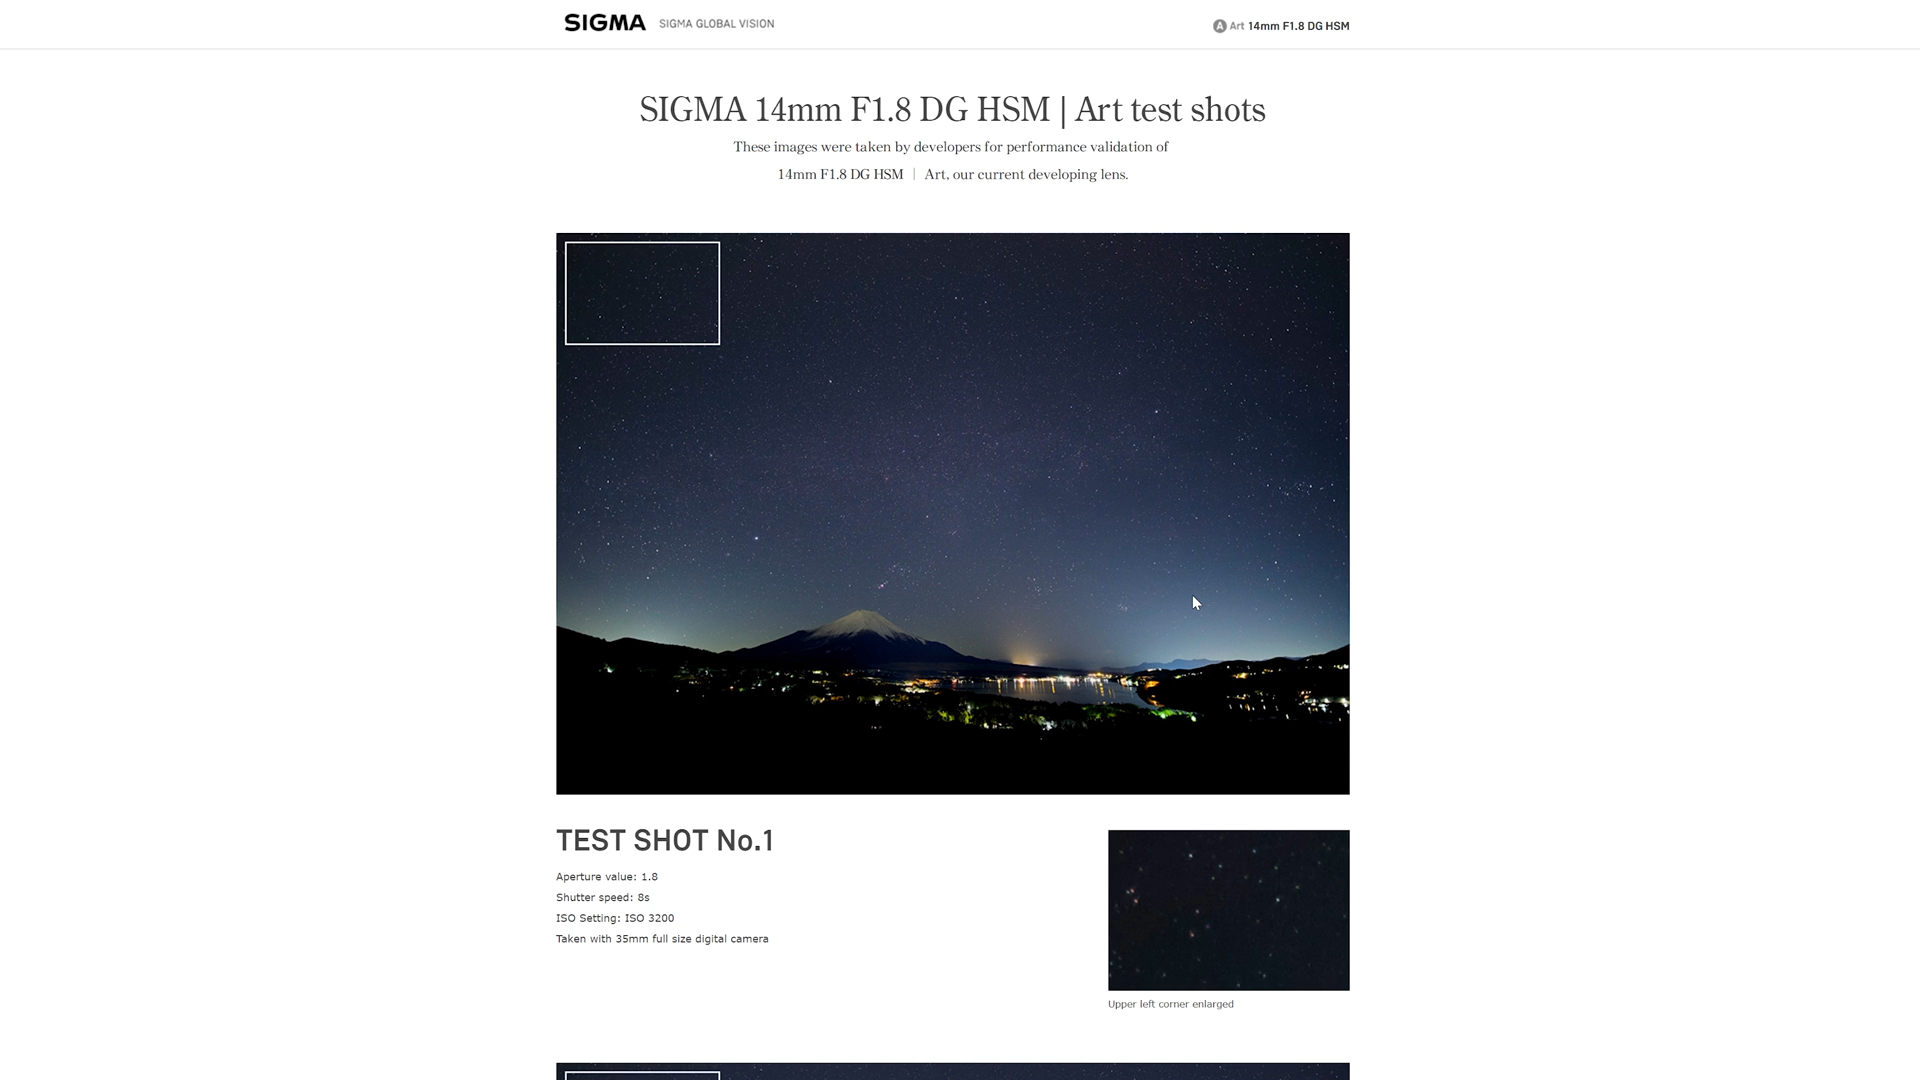 SIGMA SIGMA GLOBAL VISION
A Art 14mm F1.8 DG HSM
SIGMA 14mm F1.8 DG HSM | Art test shots
These images were taken by developers for performance validation of
14mm F1.8 DG HSM | Art, our current developing lens.
TEST SHOT No.1
Aperture value: 1.8
Shutter speed: 8s
ISO Setting: ISO 3200
Taken with 35mm full size digital camera
Upper left corner enlarged